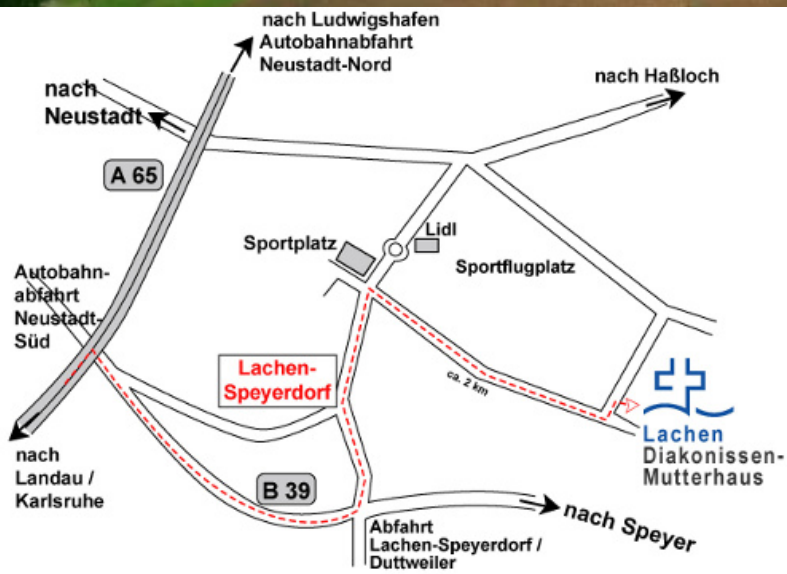 nach Ludwigshafen
Autobahnabfahrt
Neustadt-Nord
nach Haßloch
nach
Neustadt
A 65
Lidl
Sportplatz
Sportflugplatz
Autobahn-
abfahrt
Neustadt-
Süd
Lachen-
Speyerdorf
ca. 2 km
Lachen
Diakonissen-
Mutterhaus
nach
Landau /
Karlsruhe
B 39
nach Speyer
Abfahrt
Lachen-Speyerdorf /
Duttweiler